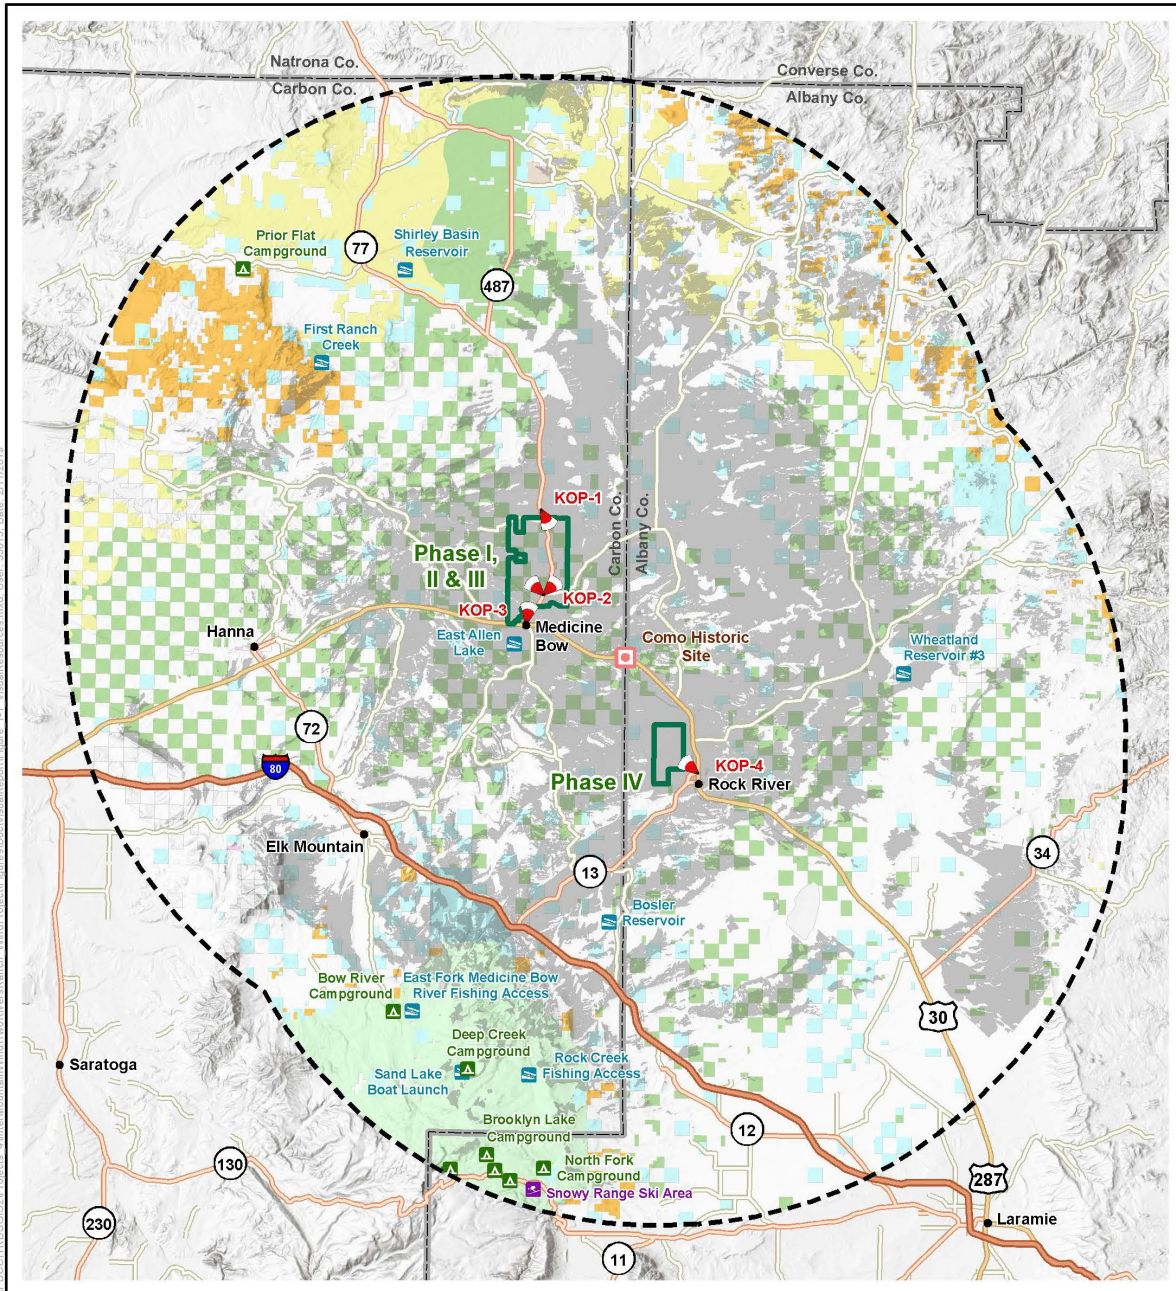 Natrona Co.
Carbon Co.
Converse Co.
Albany Co.
Prior Flat
Campground
77
Shirley Basin
Reservoir
487
First Ranch
Creek
KOP-1
Carbon Co.
Albany Co.
Phase I,
II & III
KOP-2
KOP-3
Hanna
East Allen
Lake
Medicine
Bow
Como Historic
Site
Wheatland
Reservoir #3
72
80
Phase IV
KOP-4
Rock River
Elk Mountain
13
34
Bosler
Reservoir
Bow River
Campground
East Fork Medicine Bow
River Fishing Access
30
Deep Creek
Campground
Saratoga
Sand Lake
Boat Launch
Rock Creek
Fishing Access
Brooklyn Lake
Campground
12
130
North Fork
Campground
Snowy Range Ski Area
287
230
Laramie
11